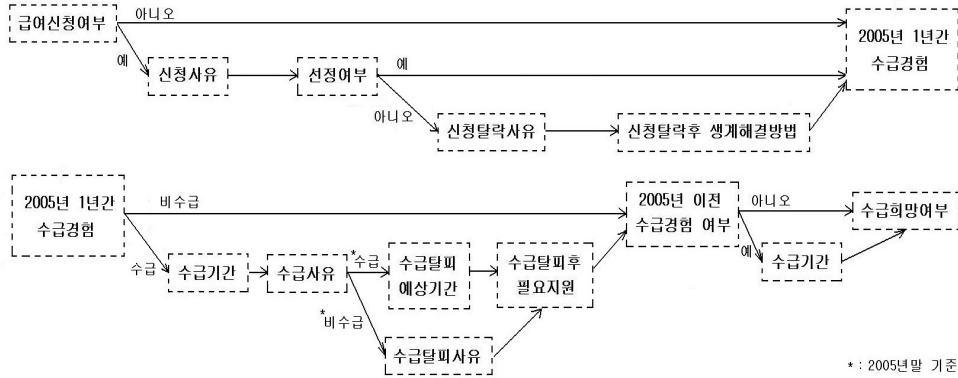 급여신청여부
아니오
예
신청사유
선정여부
예
아니오
신청탈락사유
신청탈락후 생계해결방법
2005년 1년간
수급경험
2005년 1년간
수급경험
비수급
수급
수급기간
수급사유
*수급
수급탈피
예상기간
수급탈피후
필요지원
*비수급
수급탈피사유
2005년 이전
수급경험 여부
아니오
예
수급기간
수급희망여부
* : 2005년말 기준